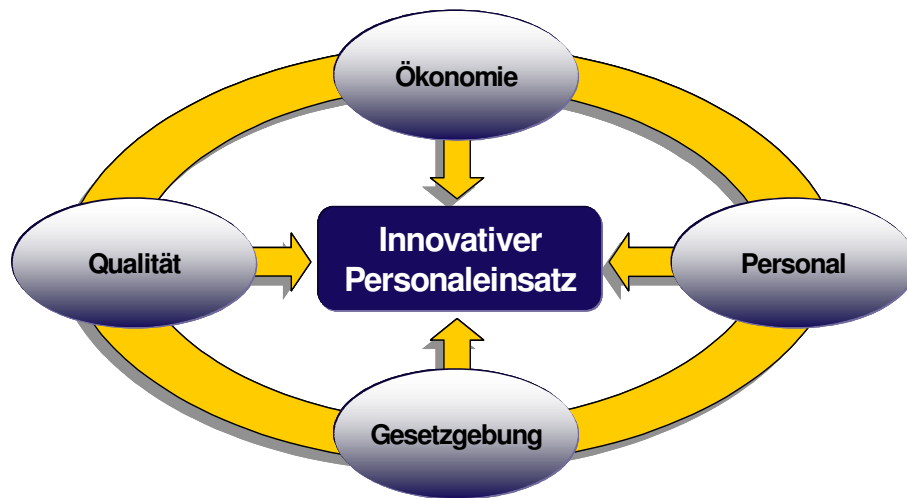 Ökonomie
Qualität
Innovativer
Personaleinsatz
Personal
Gesetzgebung